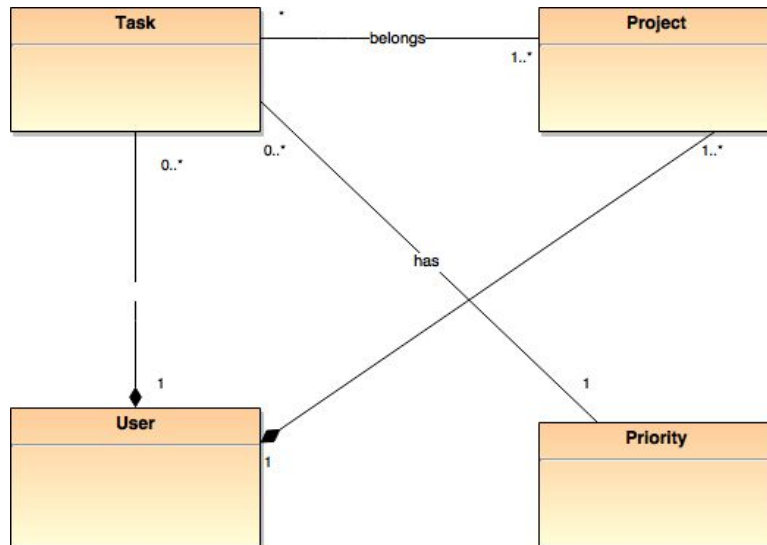 Task
*
belongs
1..*
Project
0..*
0..*
1..*
has
1
1
User
1
Priority